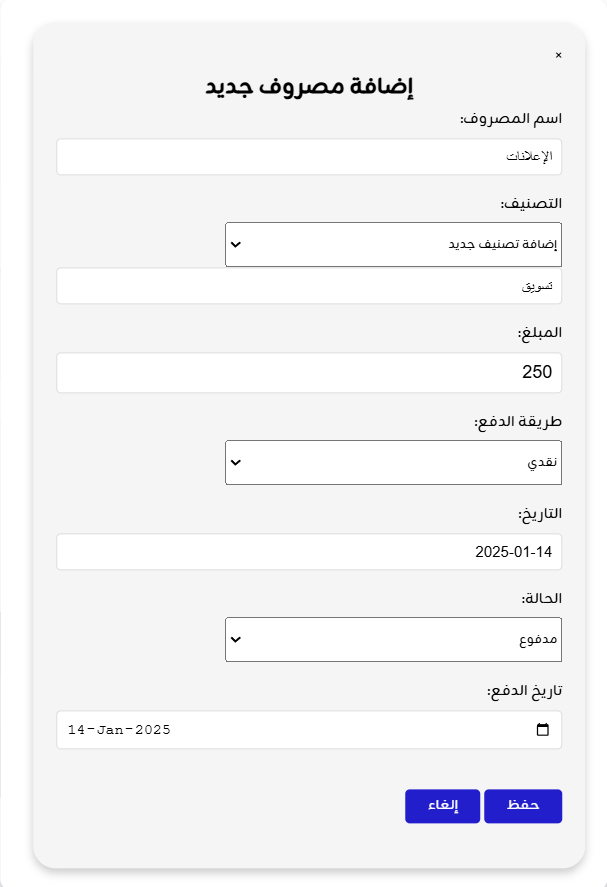 ×
إضافة مصروف جديد
اسم المصروف:
الإعلانات
التصنيف:
إضافة تصنيف جديد
تسويق
المبلغ:
250
طريقة الدفع:
نقدي
التاريخ:
2025-01-14
الحالة:
مدفوع
تاريخ الدفع:
14-Jan-2025
حفظ
إلغاء